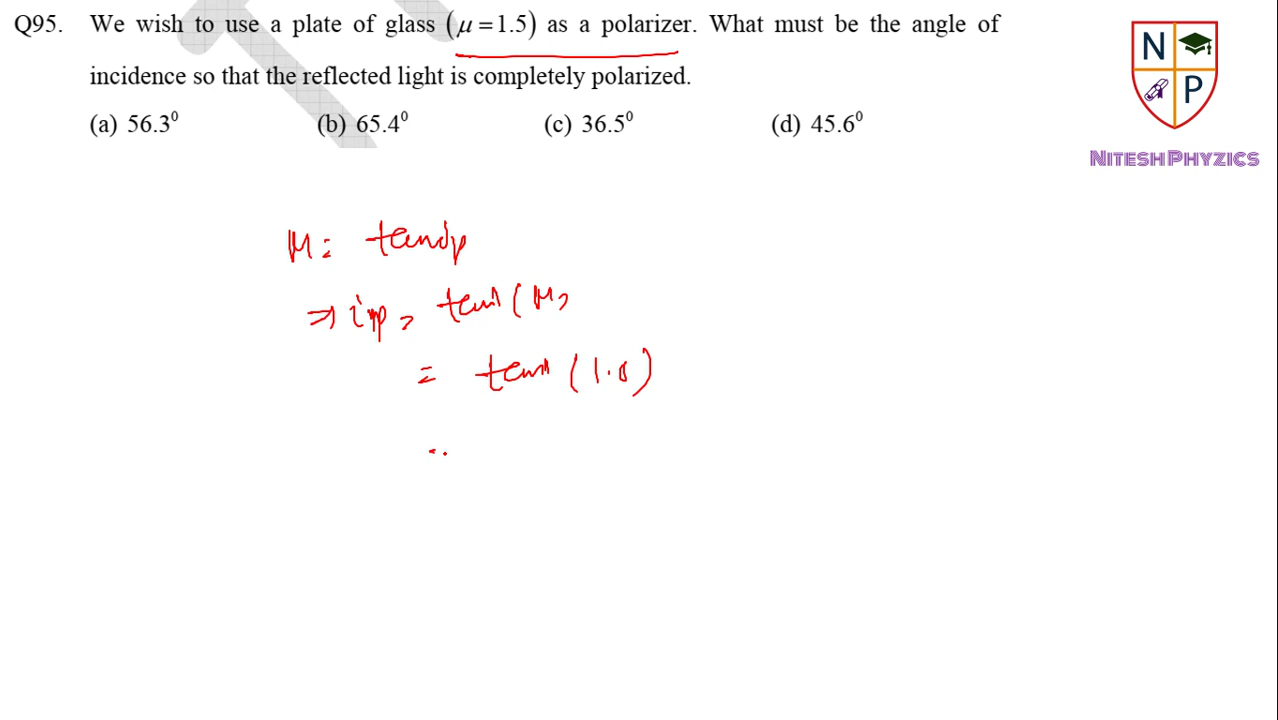 Q95. We wish to use a plate of glass (μ = 1.5) as a polarizer. What must be the angle of
incidence so that the reflected light is completely polarized.
(a) 56.3⁰ (b) 65.4⁰ (c) 36.5⁰ (d) 45.6⁰
N P
NITESH PHYZICS
μ = tan ip
⇒ ip = tan⁻¹(μ)
= tan⁻¹(1.5)